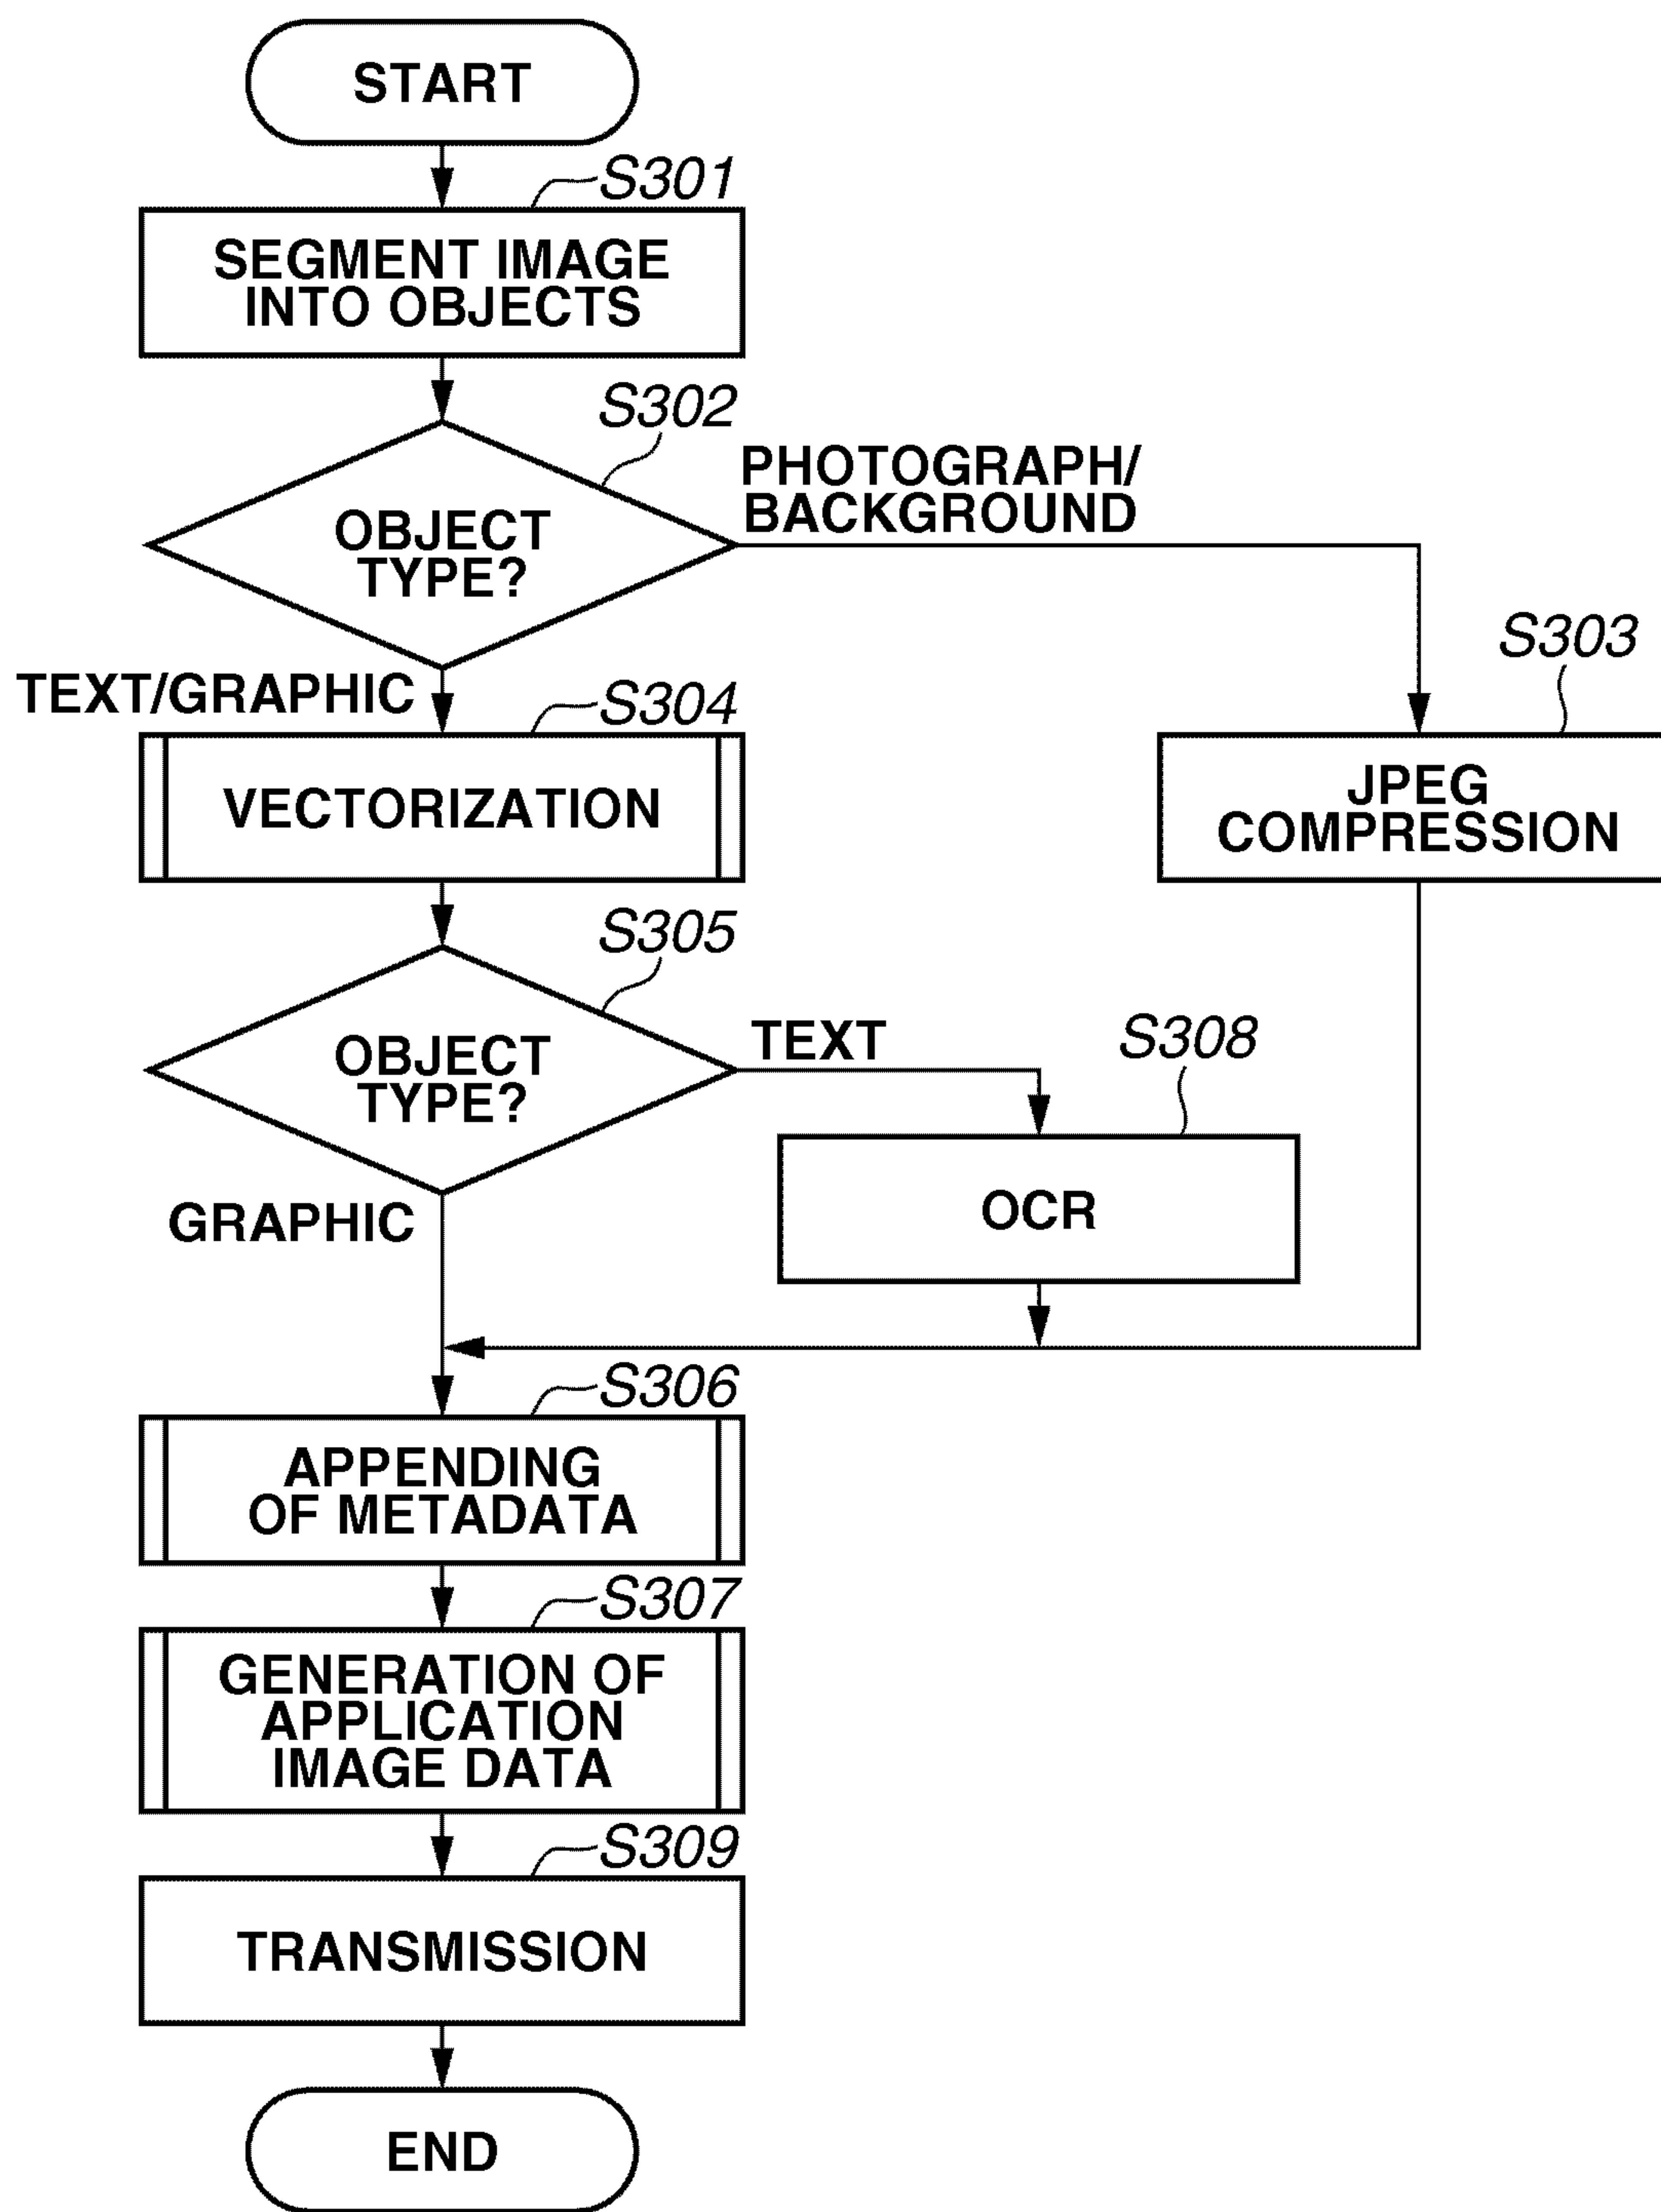 START
S301
SEGMENT IMAGE
INTO OBJECTS
S302
PHOTOGRAPH/
BACKGROUND
OBJECT
TYPE?
S303
TEXT/GRAPHIC
S304
VECTORIZATION
JPEG
COMPRESSION
S305
OBJECT
TYPE?
TEXT
S308
GRAPHIC
OCR
S306
APPENDING
OF METADATA
S307
GENERATION OF
APPLICATION
IMAGE DATA
S309
TRANSMISSION
END